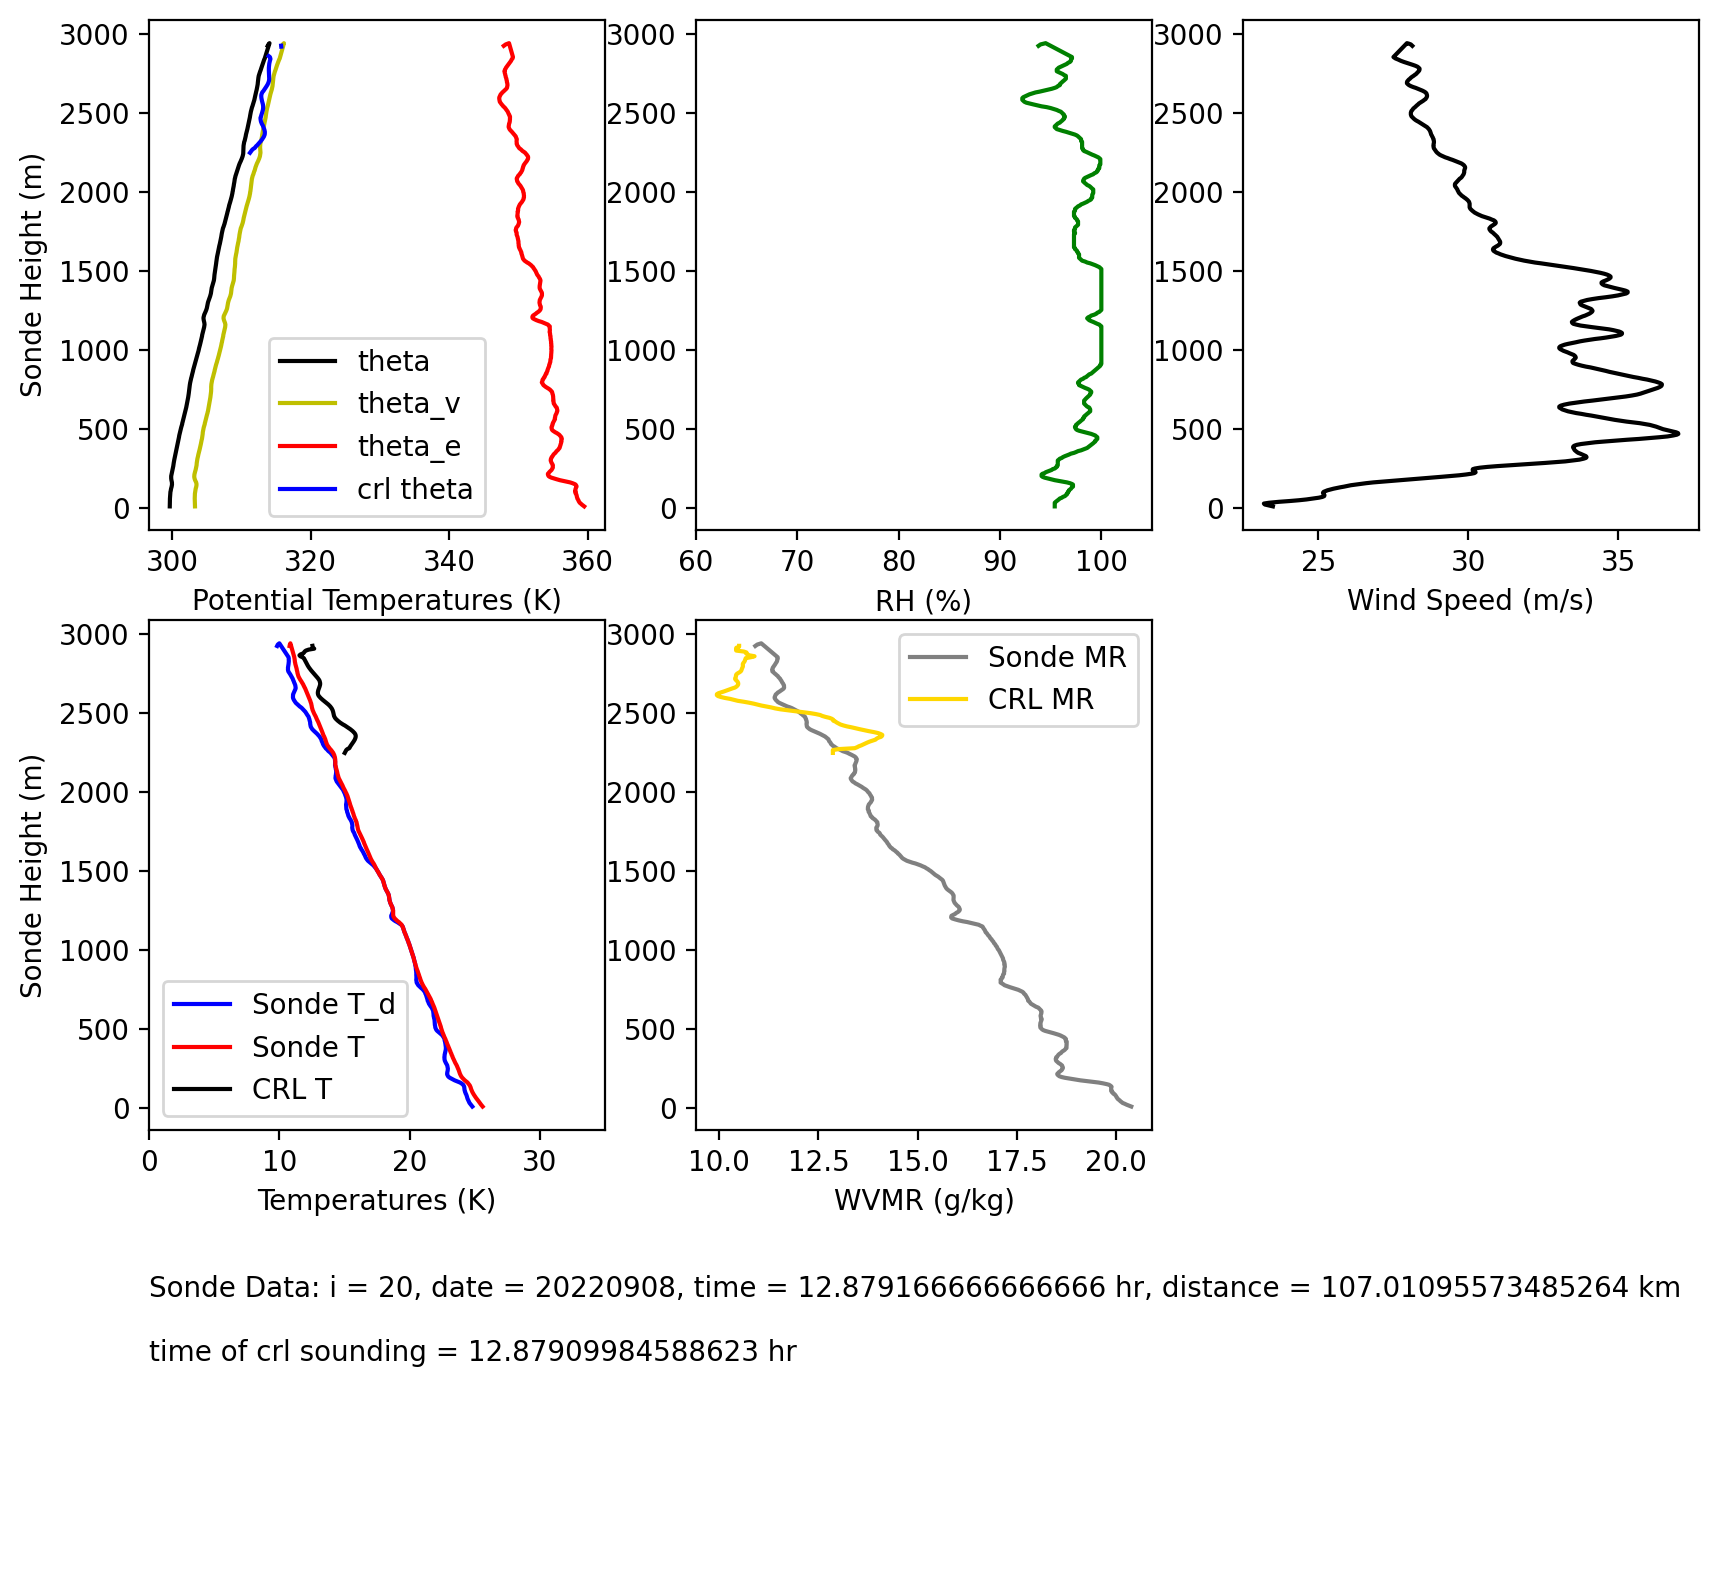 3000
2500
2000
1500
1000
500
0
Sonde Height (m)
theta
theta_v
theta_e
crl theta
300 320 340 360
Potential Temperatures (K)
3000
2500
2000
1500
1000
500
0
60 70 80 90 100
RH (%)
3000
2500
2000
1500
1000
500
0
25 30 35
Wind Speed (m/s)
3000
2500
2000
1500
1000
500
0
Sonde Height (m)
Sonde T_d
Sonde T
CRL T
0 10 20 30
Temperatures (K)
3000
2500
2000
1500
1000
500
0
Sonde MR
CRL MR
10.0 12.5 15.0 17.5 20.0
WVMR (g/kg)
Sonde Data: i = 20, date = 20220908, time = 12.879166666666666 hr, distance = 107.01095573485264 km
time of crl sounding = 12.87909984588623 hr